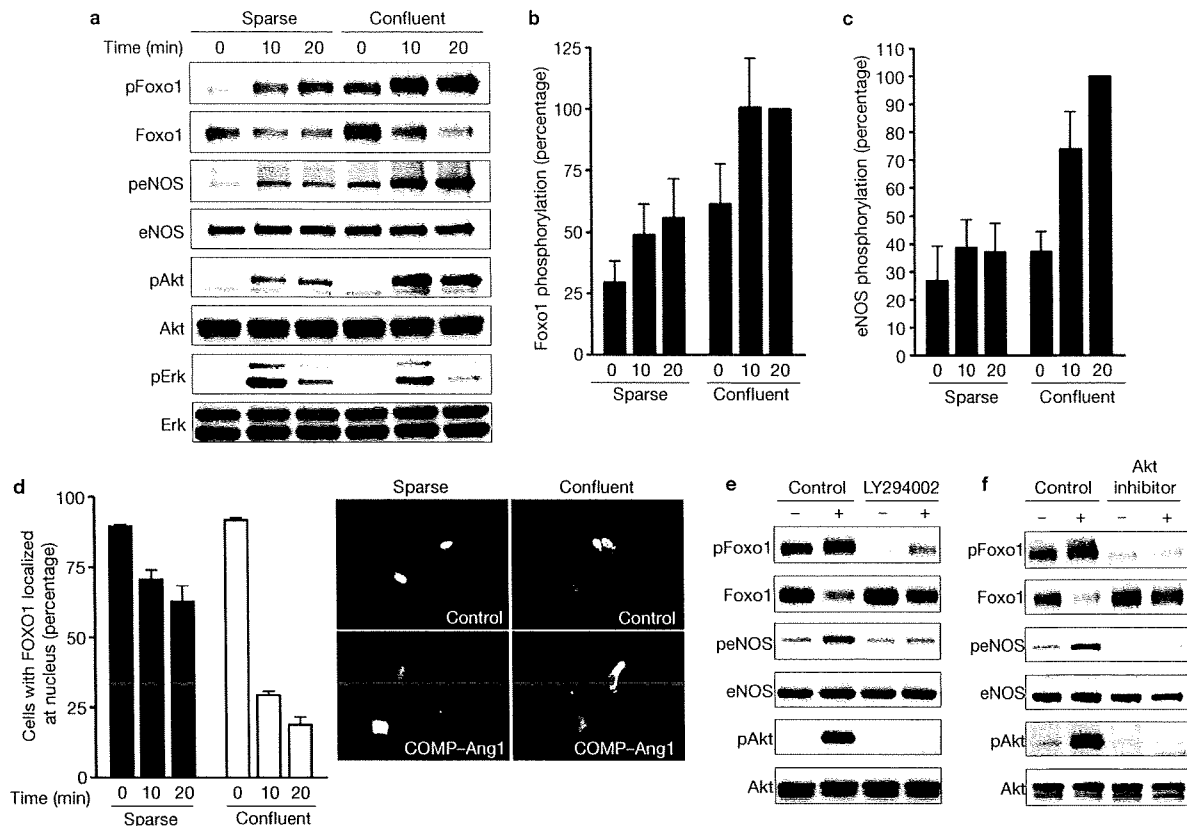 a
Sparse Confluent
Time (min) 0 10 20 0 10 20
pFoxo1
Foxo1
peNOS
eNOS
pAkt
Akt
pErk
Erk
b
Foxo1 phosphorylation (percentage)
125
100
75
50
25
0
0 10 20 0 10 20
Sparse Confluent
c
eNOS phosphorylation (percentage)
100
90
80
70
60
50
40
30
20
10
0
0 10 20 0 10 20
Sparse Confluent
d
Cells with FOXO1 localized
at nucleus (percentage)
100
75
50
25
0
Time (min) 0 10 20 0 10 20
Sparse Confluent
Sparse Confluent
Control Control
COMP–Ang1 COMP–Ang1
e
Control LY294002
– + – +
pFoxo1
Foxo1
peNOS
eNOS
pAkt
Akt
f
Akt
Control inhibitor
– + – +
pFoxo1
Foxo1
peNOS
eNOS
pAkt
Akt